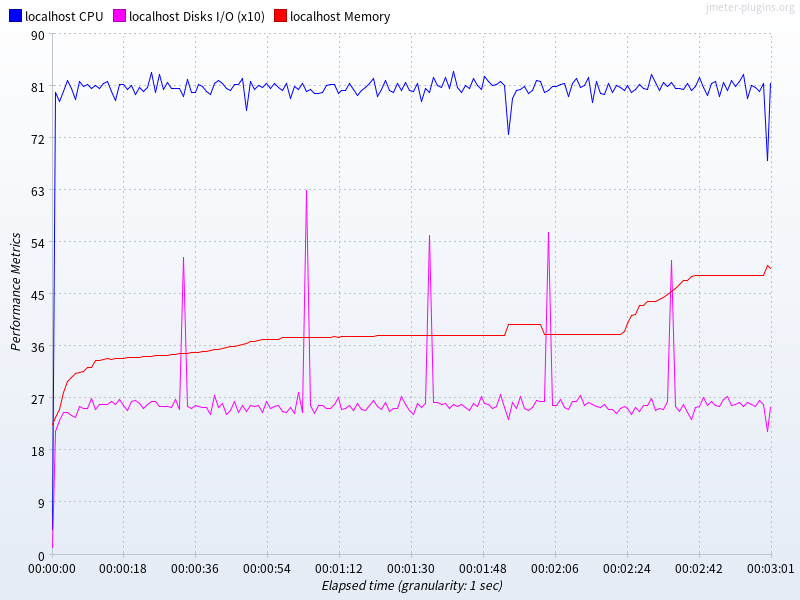 jmeter-plugins.org
localhost CPU localhost Disks I/O (x10) localhost Memory
90
81
72
63
54
45
36
27
18
9
0
Performance Metrics
00:00:00 00:00:18 00:00:36 00:00:54 00:01:12 00:01:30 00:01:48 00:02:06 00:02:24 00:02:42 00:03:01
Elapsed time (granularity: 1 sec)